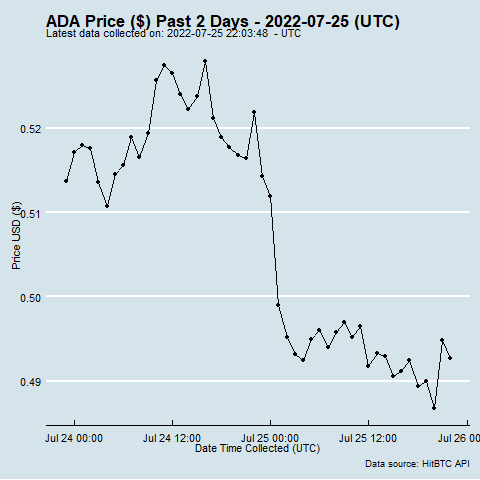 ADA Price ($) Past 2 Days - 2022-07-25 (UTC)
Latest data collected on: 2022-07-25 22:03:48 - UTC
Price USD ($)
0.52
0.51
0.50
0.49
Jul 24 00:00
Jul 24 12:00
Jul 25 00:00
Jul 25 12:00
Jul 26 00
Date Time Collected (UTC)
Data source: HitBTC API